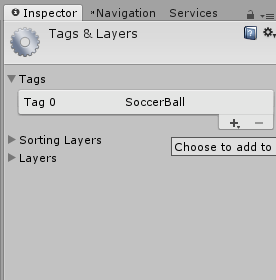 Inspector Navigation Services
Tags & Layers
Tags
Tag 0 SoccerBall
Sorting Layers
Choose to add to
Layers